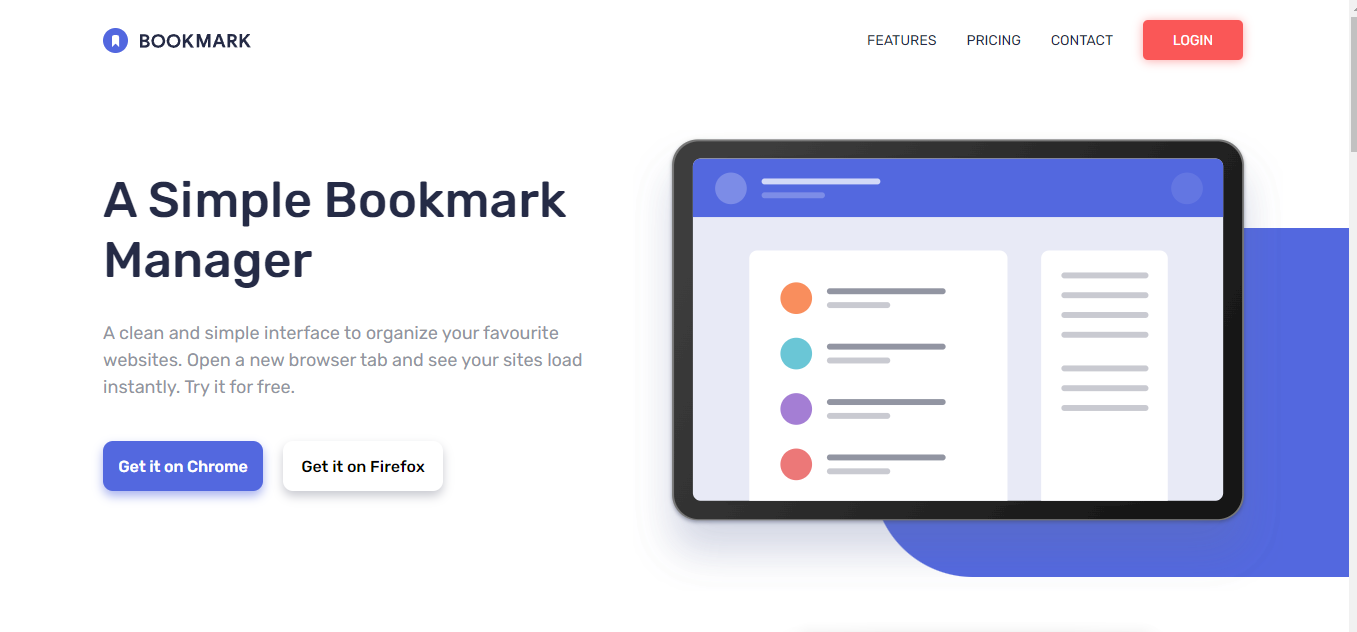 BOOKMARK
FEATURES PRICING CONTACT LOGIN
A Simple Bookmark
Manager
A clean and simple interface to organize your favourite
websites. Open a new browser tab and see your sites load
instantly. Try it for free.
Get it on Chrome Get it on Firefox